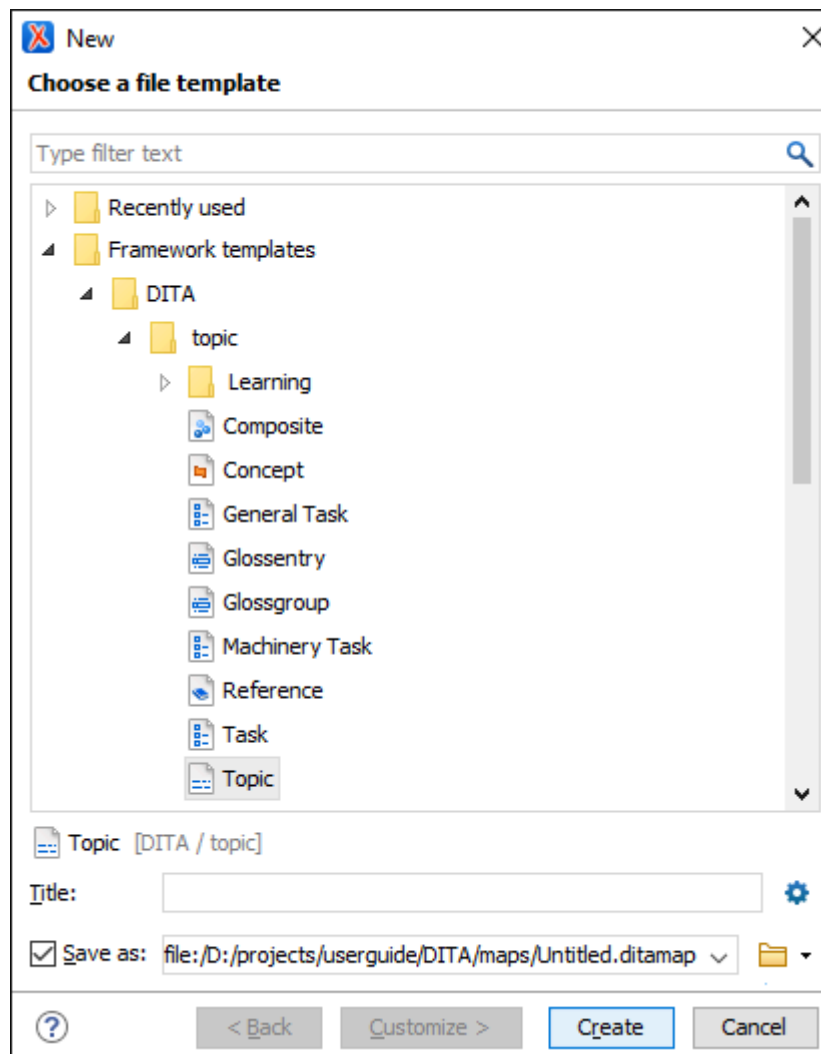 New
Choose a file template
Type filter text
Recently used
Framework templates
DITA
topic
Learning
Composite
Concept
General Task
Glossentry
Glossgroup
Machinery Task
Reference
Task
Topic
Topic [DITA / topic]
Title:
Save as: file:/D:/projects/userguide/DITA/maps/Untitled.ditamap
? < Back Customize > Create Cancel